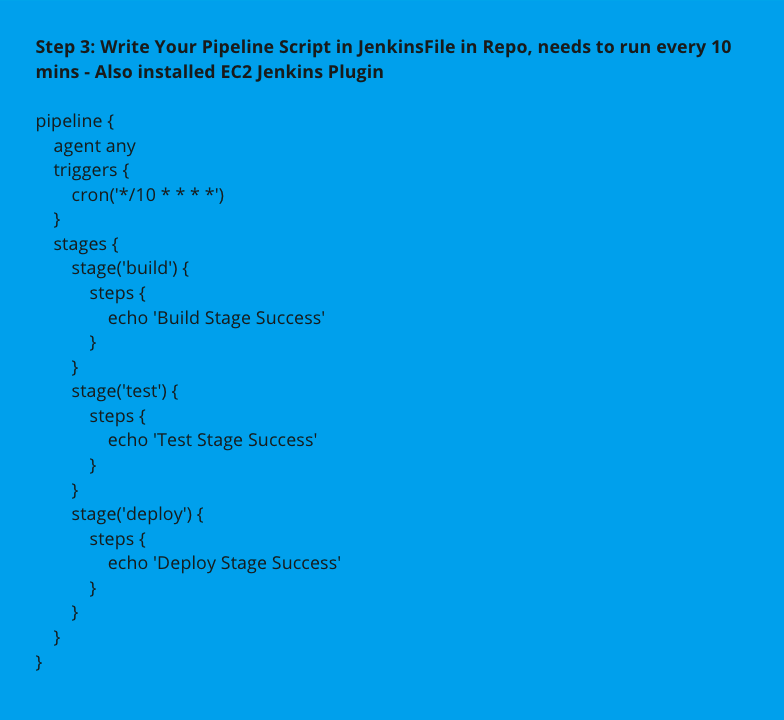 Step 3: Write Your Pipeline Script in JenkinsFile in Repo, needs to run every 10
mins - Also installed EC2 Jenkins Plugin
pipeline {
    agent any
    triggers {
        cron('*/10 * * * *')
    }
    stages {
        stage('build') {
            steps {
                echo 'Build Stage Success'
            }
        }
        stage('test') {
            steps {
                echo 'Test Stage Success'
            }
        }
        stage('deploy') {
            steps {
                echo 'Deploy Stage Success'
            }
        }
    }
}